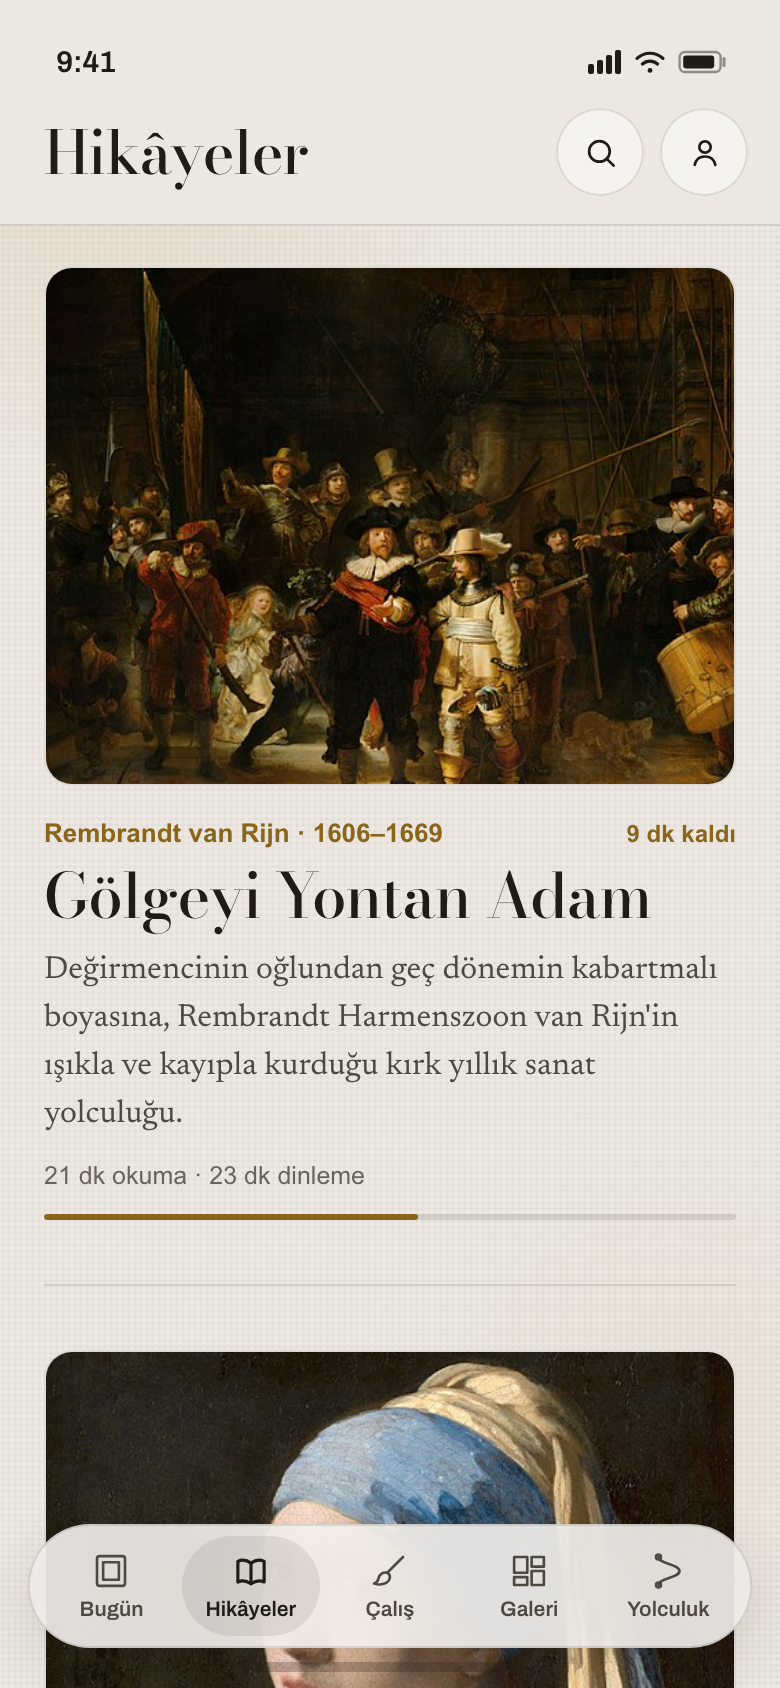 9:41
Hikâyeler
Rembrandt van Rijn · 1606–1669
9 dk kaldı
Gölgeyi Yontan Adam
Değirmencinin oğlundan geç dönemin kabartmalı
boyasına, Rembrandt Harmenszoon van Rijn'in
ışıkla ve kayıpla kurduğu kırk yıllık sanat
yolculuğu.
21 dk okuma · 23 dk dinleme
Bugün
Hikâyeler
Çalış
Galeri
Yolculuk